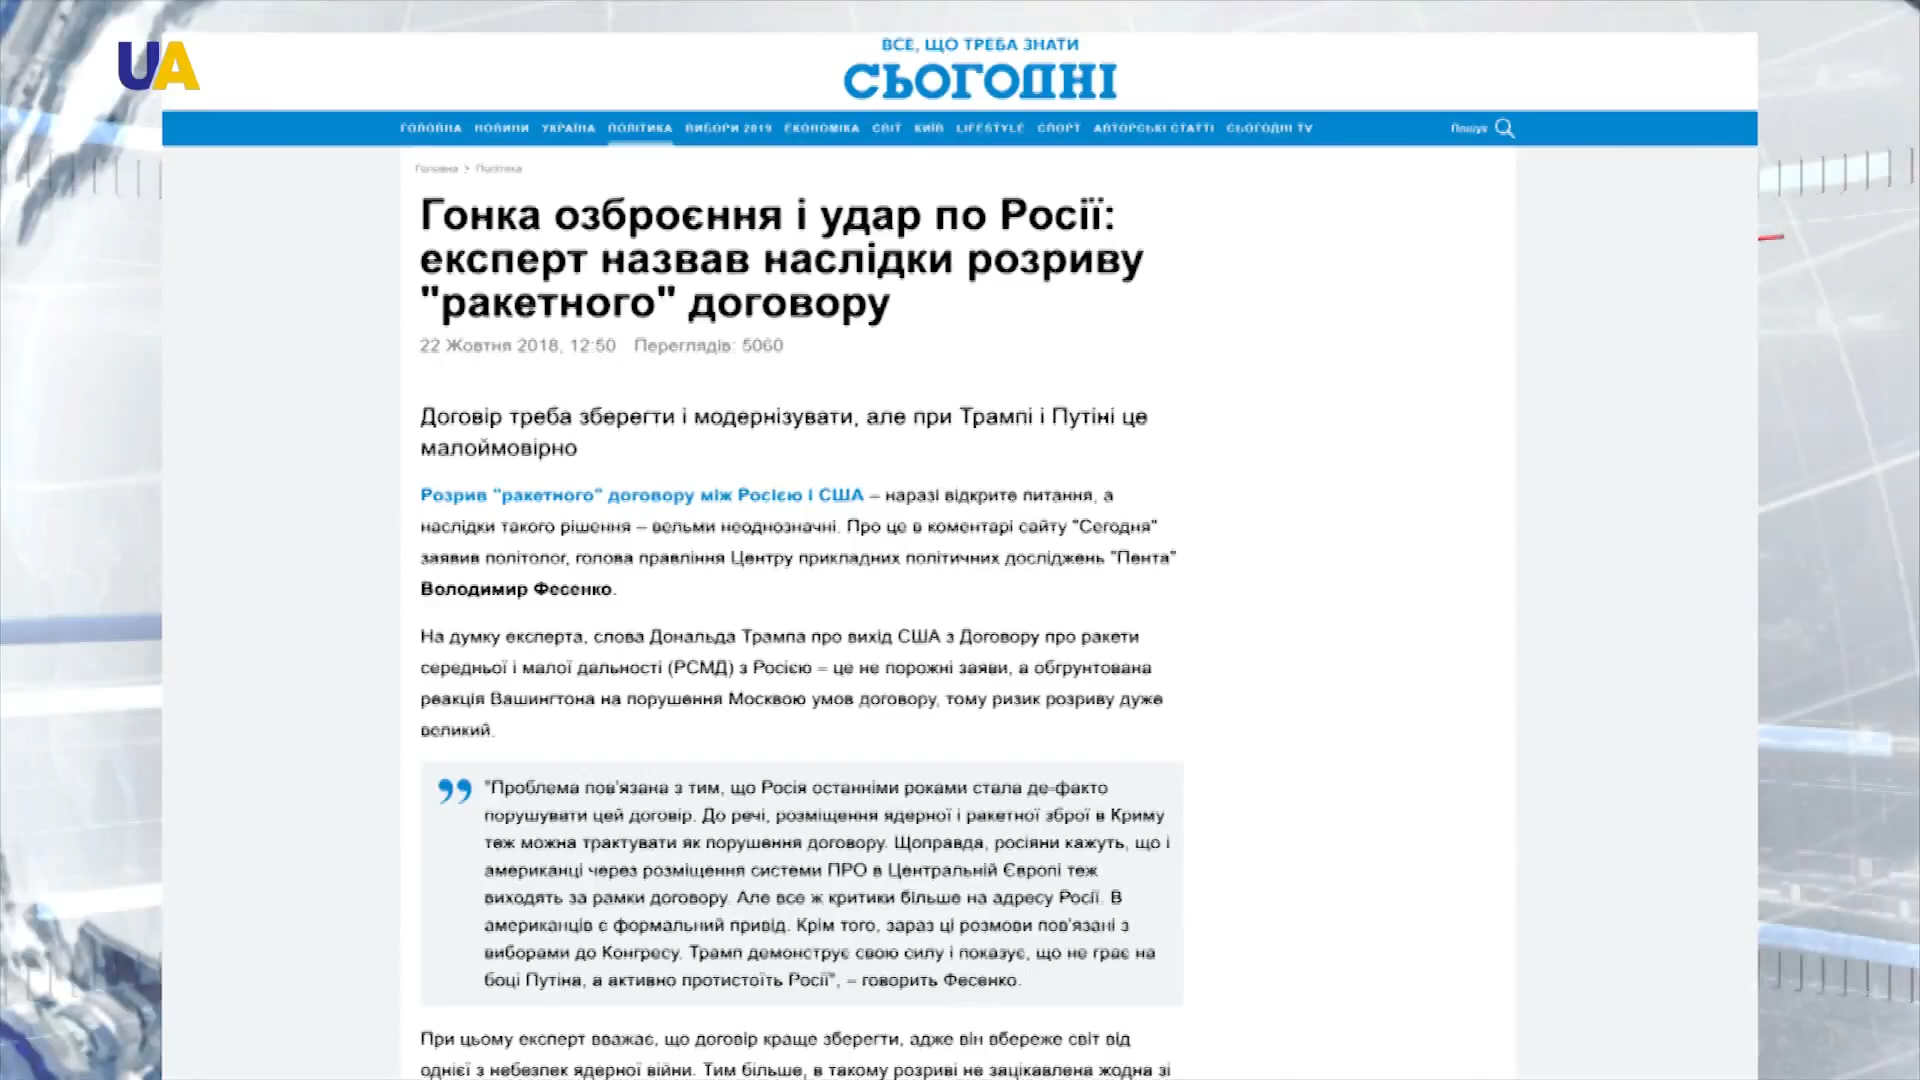 UA
ВСЕ, ЩО ТРЕБА ЗНАТИ
СЬОГОДНІ
ГОЛОВНА НОВИНИ УКРАЇНА ПОЛІТИКА ВИБОРИ 2019 ЕКОНОМІКА СВІТ КИЇВ LIFESTYLE СПОРТ АВТОРСЬКІ СТАТТІ СЬОГОДНІ TV Пошук
Головна > Політика
Гонка озброєння і удар по Росії:
експерт назвав наслідки розриву
"ракетного" договору
22 Жовтня 2018, 12:50 Переглядів: 5060
Договір треба зберегти і модернізувати, але при Трампі і Путіні це
малоймовірно
Розрив "ракетного" договору між Росією і США – наразі відкрите питання, а
наслідки такого рішення – вельми неоднозначні. Про це в коментарі сайту "Сегодня"
заявив політолог, голова правління Центру прикладних політичних досліджень "Пента"
Володимир Фесенко.
На думку експерта, слова Дональда Трампа про вихід США з Договору про ракети
середньої і малої дальності (РСМД) з Росією – це не порожні заяви, а обгрунтована
реакція Вашингтона на порушення Москвою умов договору, тому ризик розриву дуже
великий.
"Проблема пов'язана з тим, що Росія останніми роками стала де-факто
порушувати цей договір. До речі, розміщення ядерної і ракетної зброї в Криму
теж можна трактувати як порушення договору. Щоправда, росіяни кажуть, що і
американці через розміщення системи ПРО в Центральній Європі теж
виходять за рамки договору. Але все ж критики більше на адресу Росії. В
американців є формальний привід. Крім того, зараз ці розмови пов'язані з
виборами до Конгресу. Трамп демонструє свою силу і показує, що не грає на
боці Путіна, а активно протистоїть Росії", – говорить Фесенко.
При цьому експерт вважає, що договір краще зберегти, адже він вбереже світ від
однієї з небезпек ядерної війни. Тим більше, в такому розриві не зацікавлена жодна зі